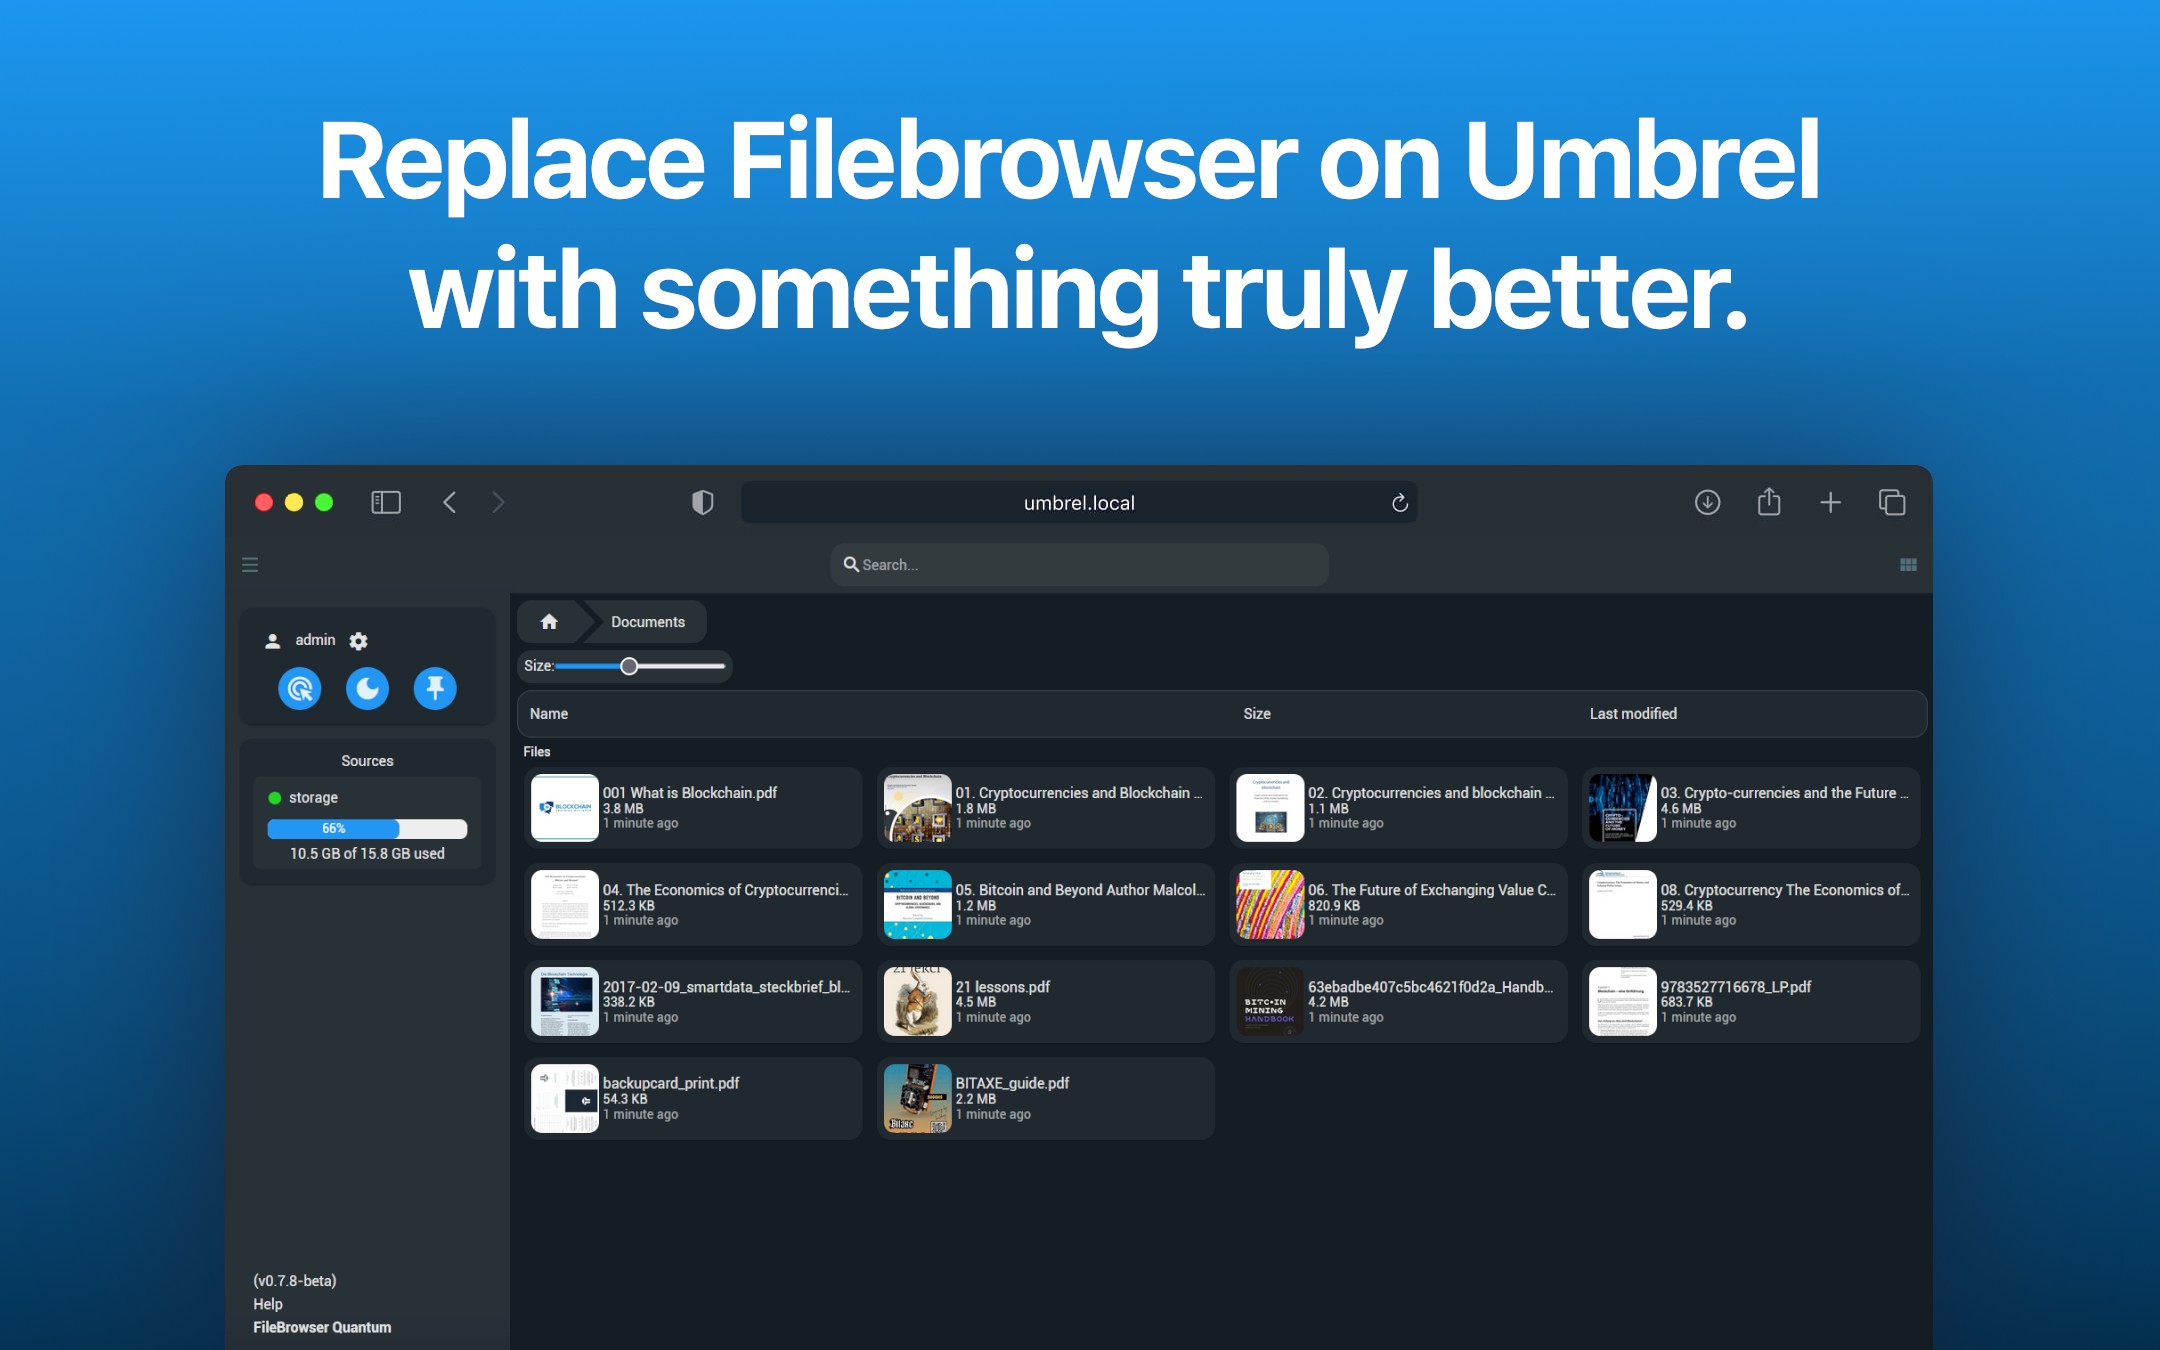 Replace Filebrowser on Umbrel
with something truly better.
umbrel.local
Search...
admin
Documents
Size:
Name Size Last modified
Sources
Files
storage
66%
10.5 GB of 15.8 GB used
001 What is Blockchain.pdf
3.8 MB
1 minute ago
01. Cryptocurrencies and Blockchain ...
1.8 MB
1 minute ago
02. Cryptocurrencies and blockchain ...
1.1 MB
1 minute ago
03. Crypto-currencies and the Future ...
4.6 MB
1 minute ago
04. The Economics of Cryptocurrenci...
512.3 KB
1 minute ago
05. Bitcoin and Beyond Author Malcol...
1.2 MB
1 minute ago
06. The Future of Exchanging Value C...
820.9 KB
1 minute ago
08. Cryptocurrency The Economics of...
529.4 KB
1 minute ago
2017-02-09_smartdata_steckbrief_bl...
338.2 KB
1 minute ago
21 lessons.pdf
4.5 MB
1 minute ago
BITCOIN
MINING
HANDBOOK
63ebadbe407c5bc4621f0d2a_Handb...
4.2 MB
1 minute ago
9783527716678_LP.pdf
683.7 KB
1 minute ago
backupcard_print.pdf
54.3 KB
1 minute ago
BITAXE_guide.pdf
2.2 MB
1 minute ago
(v0.7.8-beta)
Help
FileBrowser Quantum